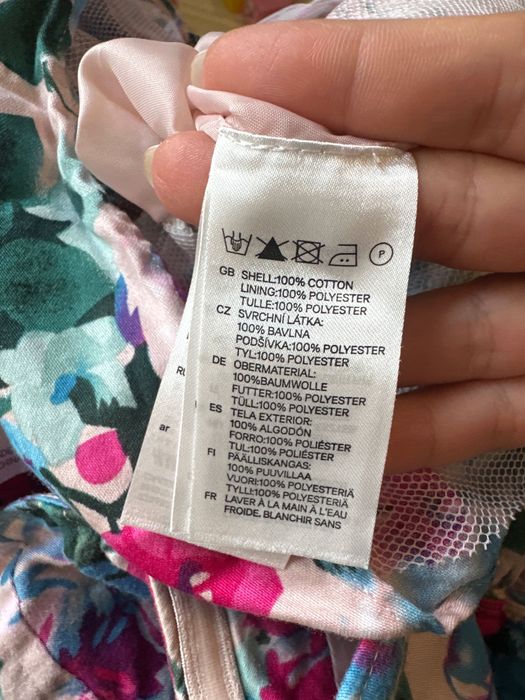 P
GB SHELL:100% COTTON
LINING:100% POLYESTER
TULLE:100% POLYESTER
CZ SVRCHNÍ LÁTKA:
100% BAVLNA
PODŠÍVKA:100% POLYESTER
TYL:100% POLYESTER
DE OBERMATERIAL:
100%BAUMWOLLE
FUTTER:100% POLYESTER
TÜLL:100% POLYESTER
ES TELA EXTERIOR:
100% ALGODÓN
FORRO:100% POLIÉSTER
TUL:100% POLIÉSTER
FI PÄÄLLISKANGAS:
100% PUUVILLAA
VUORI:100% POLYESTERIÄ
TYLLI:100% POLYESTERIÄ
FR LAVER À LA MAIN À L'EAU
FROIDE. BLANCHIR SANS
ar